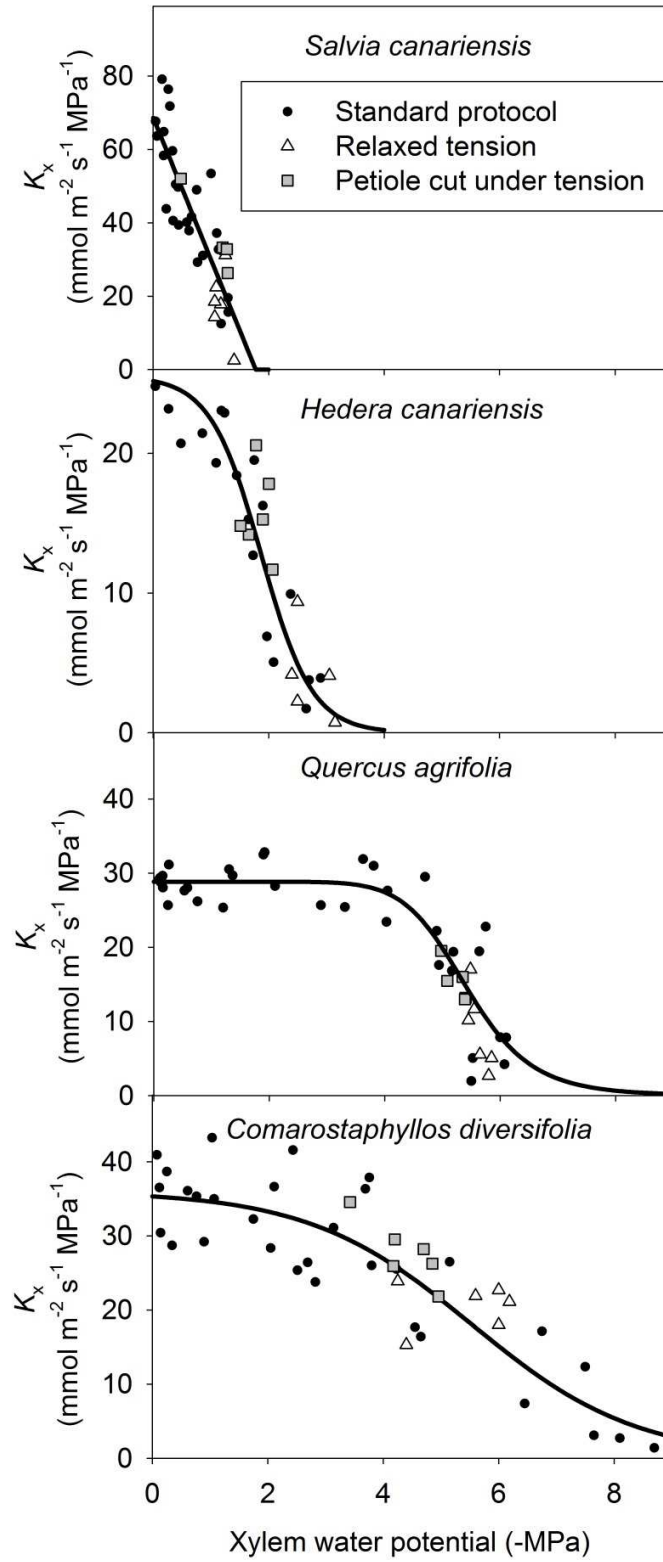 Salvia canariensis
Standard protocol
Relaxed tension
Petiole cut under tension
Kx
(mmol m-2 s-1 MPa-1)
80
60
40
20
0
Hedera canariensis
Kx
(mmol m-2 s-1 MPa-1)
20
10
0
Quercus agrifolia
Kx
(mmol m-2 s-1 MPa-1)
40
30
20
10
0
Comarostaphyllos diversifolia
Kx
(mmol m-2 s-1 MPa-1)
40
30
20
10
0
0 2 4 6 8
Xylem water potential (-MPa)